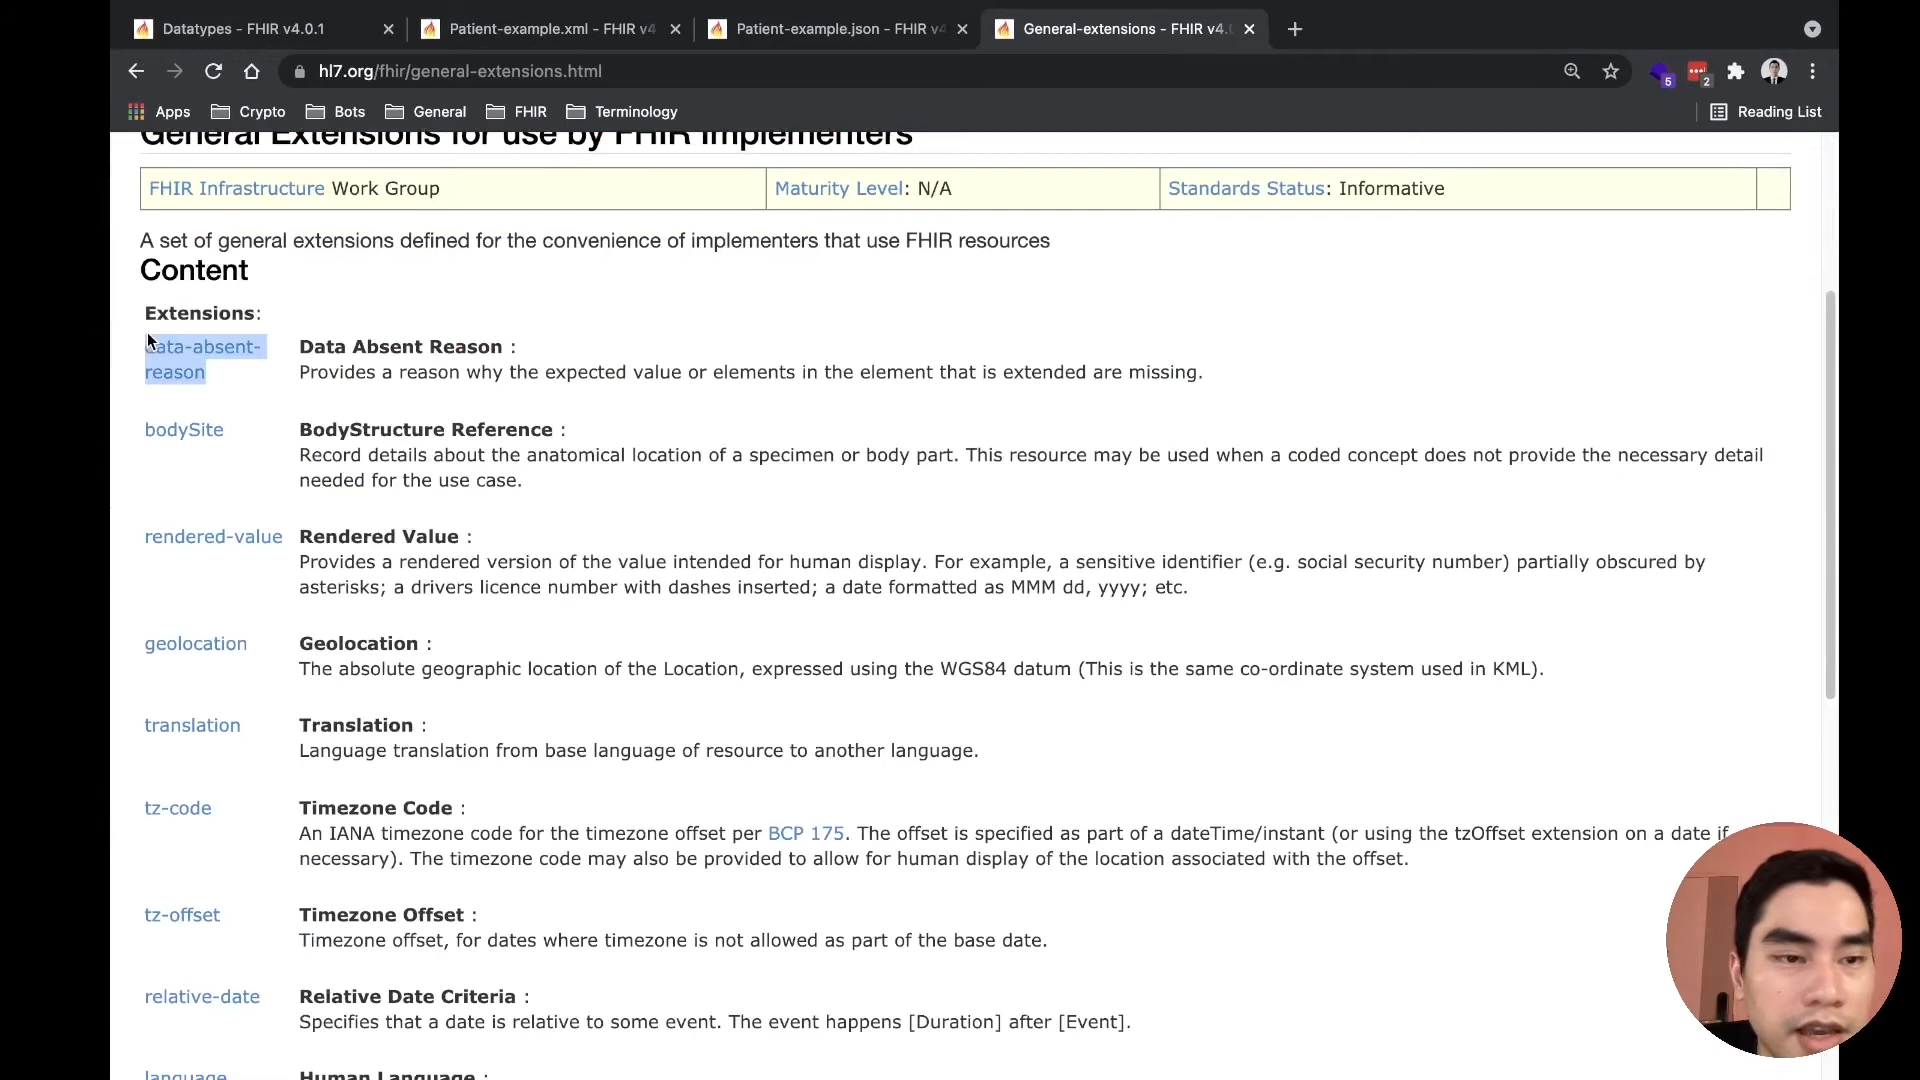 Datatypes - FHIR v4.0.1
Patient-example.xml - FHIR v4
Patient-example.json - FHIR v4
General-extensions - FHIR v4.
hl7.org/fhir/general-extensions.html
5
2
Apps
Crypto
Bots
General
FHIR
Terminology
Reading List
General Extensions for use by FHIR Implementers
FHIR Infrastructure Work Group
Maturity Level: N/A
Standards Status: Informative
A set of general extensions defined for the convenience of implementers that use FHIR resources
Content
Extensions:
data-absent-
reason
Data Absent Reason :
Provides a reason why the expected value or elements in the element that is extended are missing.
bodySite
BodyStructure Reference :
Record details about the anatomical location of a specimen or body part. This resource may be used when a coded concept does not provide the necessary detail
needed for the use case.
rendered-value
Rendered Value :
Provides a rendered version of the value intended for human display. For example, a sensitive identifier (e.g. social security number) partially obscured by
asterisks; a drivers licence number with dashes inserted; a date formatted as MMM dd, yyyy; etc.
geolocation
Geolocation :
The absolute geographic location of the Location, expressed using the WGS84 datum (This is the same co-ordinate system used in KML).
translation
Translation :
Language translation from base language of resource to another language.
tz-code
Timezone Code :
An IANA timezone code for the timezone offset per BCP 175. The offset is specified as part of a dateTime/instant (or using the tzOffset extension on a date if
necessary). The timezone code may also be provided to allow for human display of the location associated with the offset.
tz-offset
Timezone Offset :
Timezone offset, for dates where timezone is not allowed as part of the base date.
relative-date
Relative Date Criteria :
Specifies that a date is relative to some event. The event happens [Duration] after [Event].
language
Human Language :